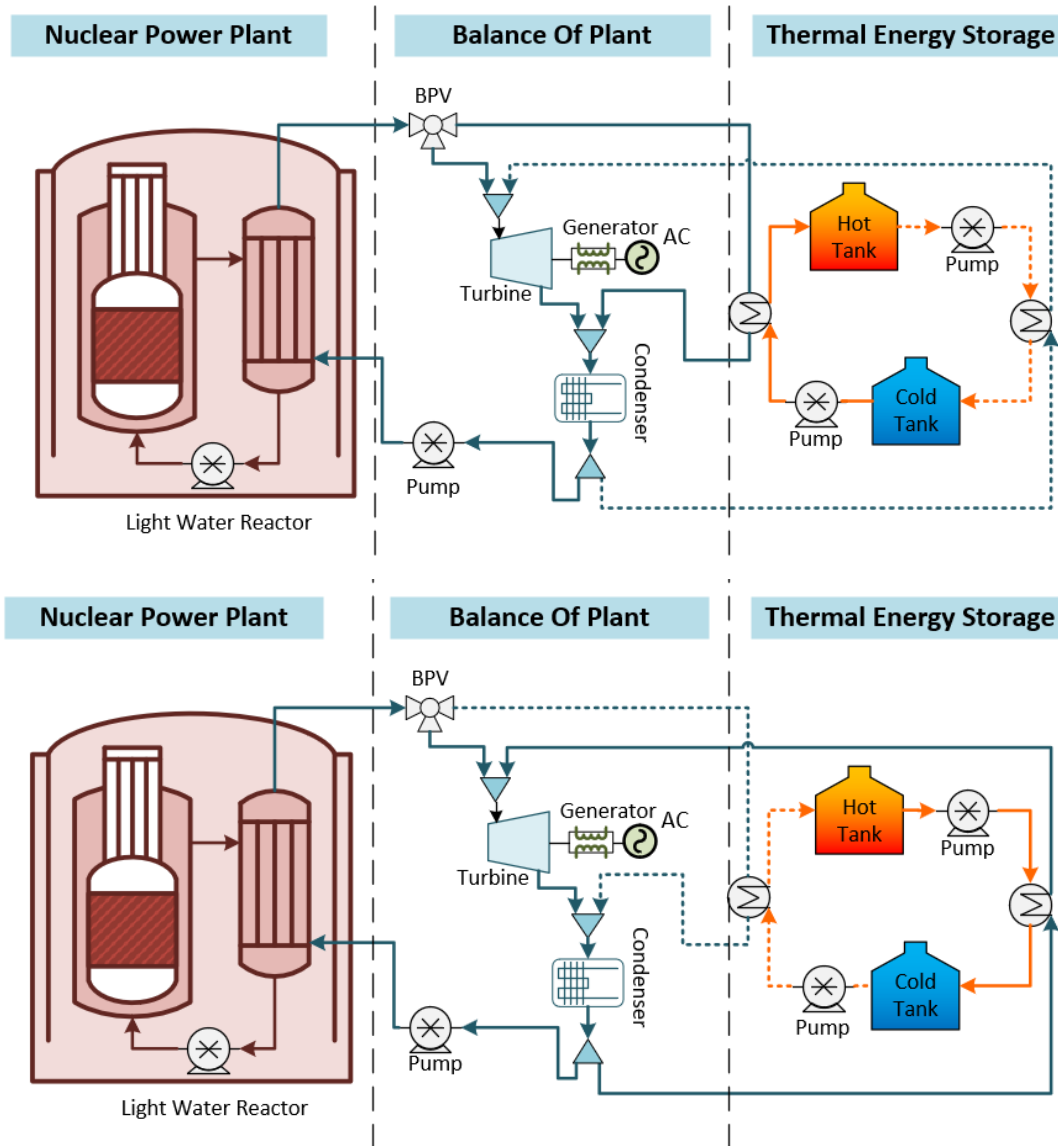 Nuclear Power Plant
Balance Of Plant
Thermal Energy Storage
BPV
Generator
AC
Turbine
Hot
Tank
Pump
Condenser
Cold
Tank
Pump
Pump
Light Water Reactor
Nuclear Power Plant
Balance Of Plant
Thermal Energy Storage
BPV
Generator
AC
Turbine
Hot
Tank
Pump
Condenser
Cold
Tank
Pump
Pump
Light Water Reactor